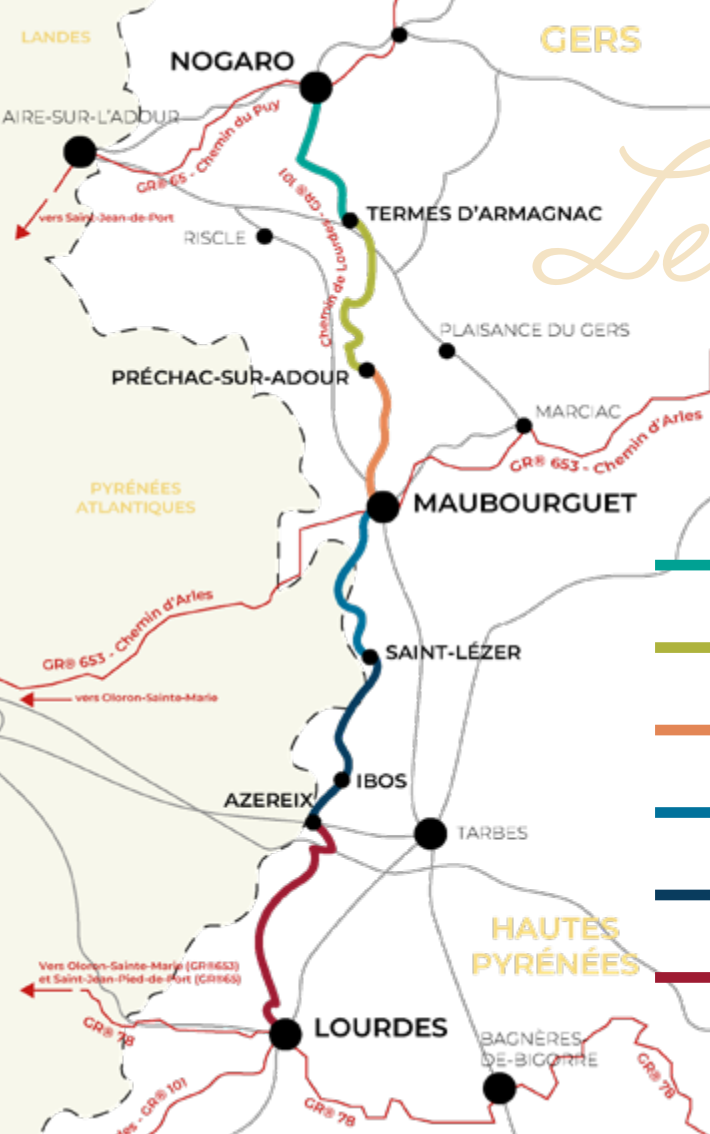 LANDES
GERS
NOGARO
AIRE-SUR-L'ADOUR
GR® 65 - Chemin du Puy
vers Saint-Jean-de-Port
Chemin de Lourdes - GR® 101
TERMES D'ARMAGNAC
RISCLE
Le
PLAISANCE DU GERS
PRÉCHAC-SUR-ADOUR
MARCIAC
GR® 653 - Chemin d'Arles
PYRÉNÉES
ATLANTIQUES
MAUBOURGUET
GR® 653 - Chemin d'Arles
SAINT-LÉZER
vers Oloron-Sainte-Marie
IBOS
AZEREIX
TARBES
HAUTES
PYRÉNÉES
Vers Oloron-Sainte-Marie (GR®653)
et Saint-Jean-Pied-de-Port (GR®65)
GR® 78
LOURDES
BAGNÈRES-
DE-BIGORRE
GR® 78
des - GR® 101
GR® 78